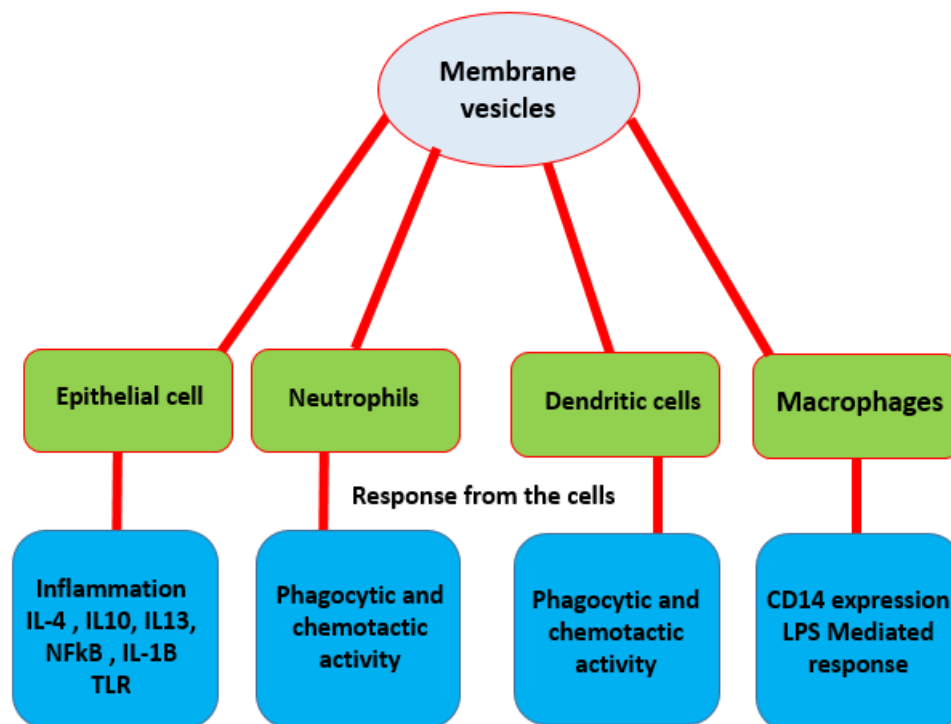 Membrane
vesicles
Epithelial cell
Neutrophils
Dendritic cells
Macrophages
Response from the cells
Inflammation
IL-4 , IL10, IL13,
NFkB , IL-1B
TLR
Phagocytic and
chemotactic
activity
Phagocytic and
chemotactic
activity
CD14 expression
LPS Mediated
response